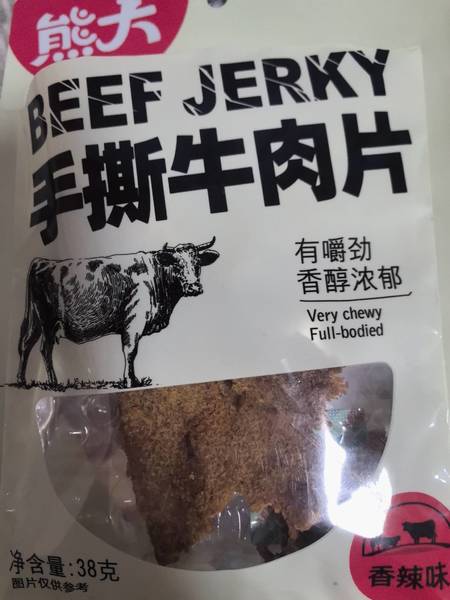 熊大
BEEF JERKY
手撕牛肉片
有嚼劲
香醇浓郁
Very chewy
Full-bodied
净含量:38克
图片仅供参考
香辣味